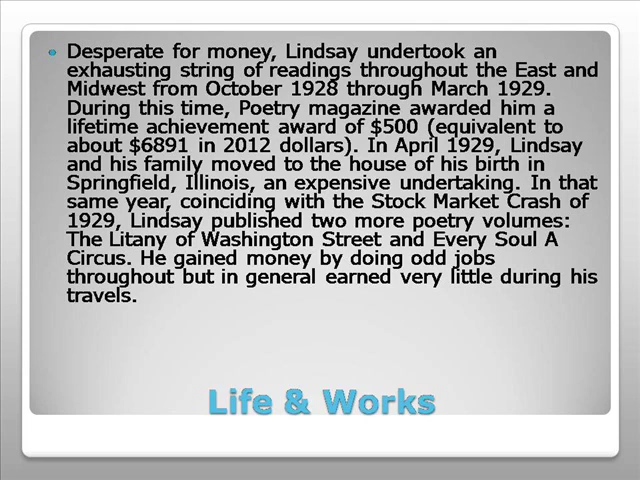 Desperate for money, Lindsay undertook an
exhausting string of readings throughout the East and
Midwest from October 1928 through March 1929.
During this time, Poetry magazine awarded him a
lifetime achievement award of $500 (equivalent to
about $6891 in 2012 dollars). In April 1929, Lindsay
and his family moved to the house of his birth in
Springfield, Illinois, an expensive undertaking. In that
same year, coinciding with the Stock Market Crash of
1929, Lindsay published two more poetry volumes:
The Litany of Washington Street and Every Soul A
Circus. He gained money by doing odd jobs
throughout but in general earned very little during his
travels.
Life & Works